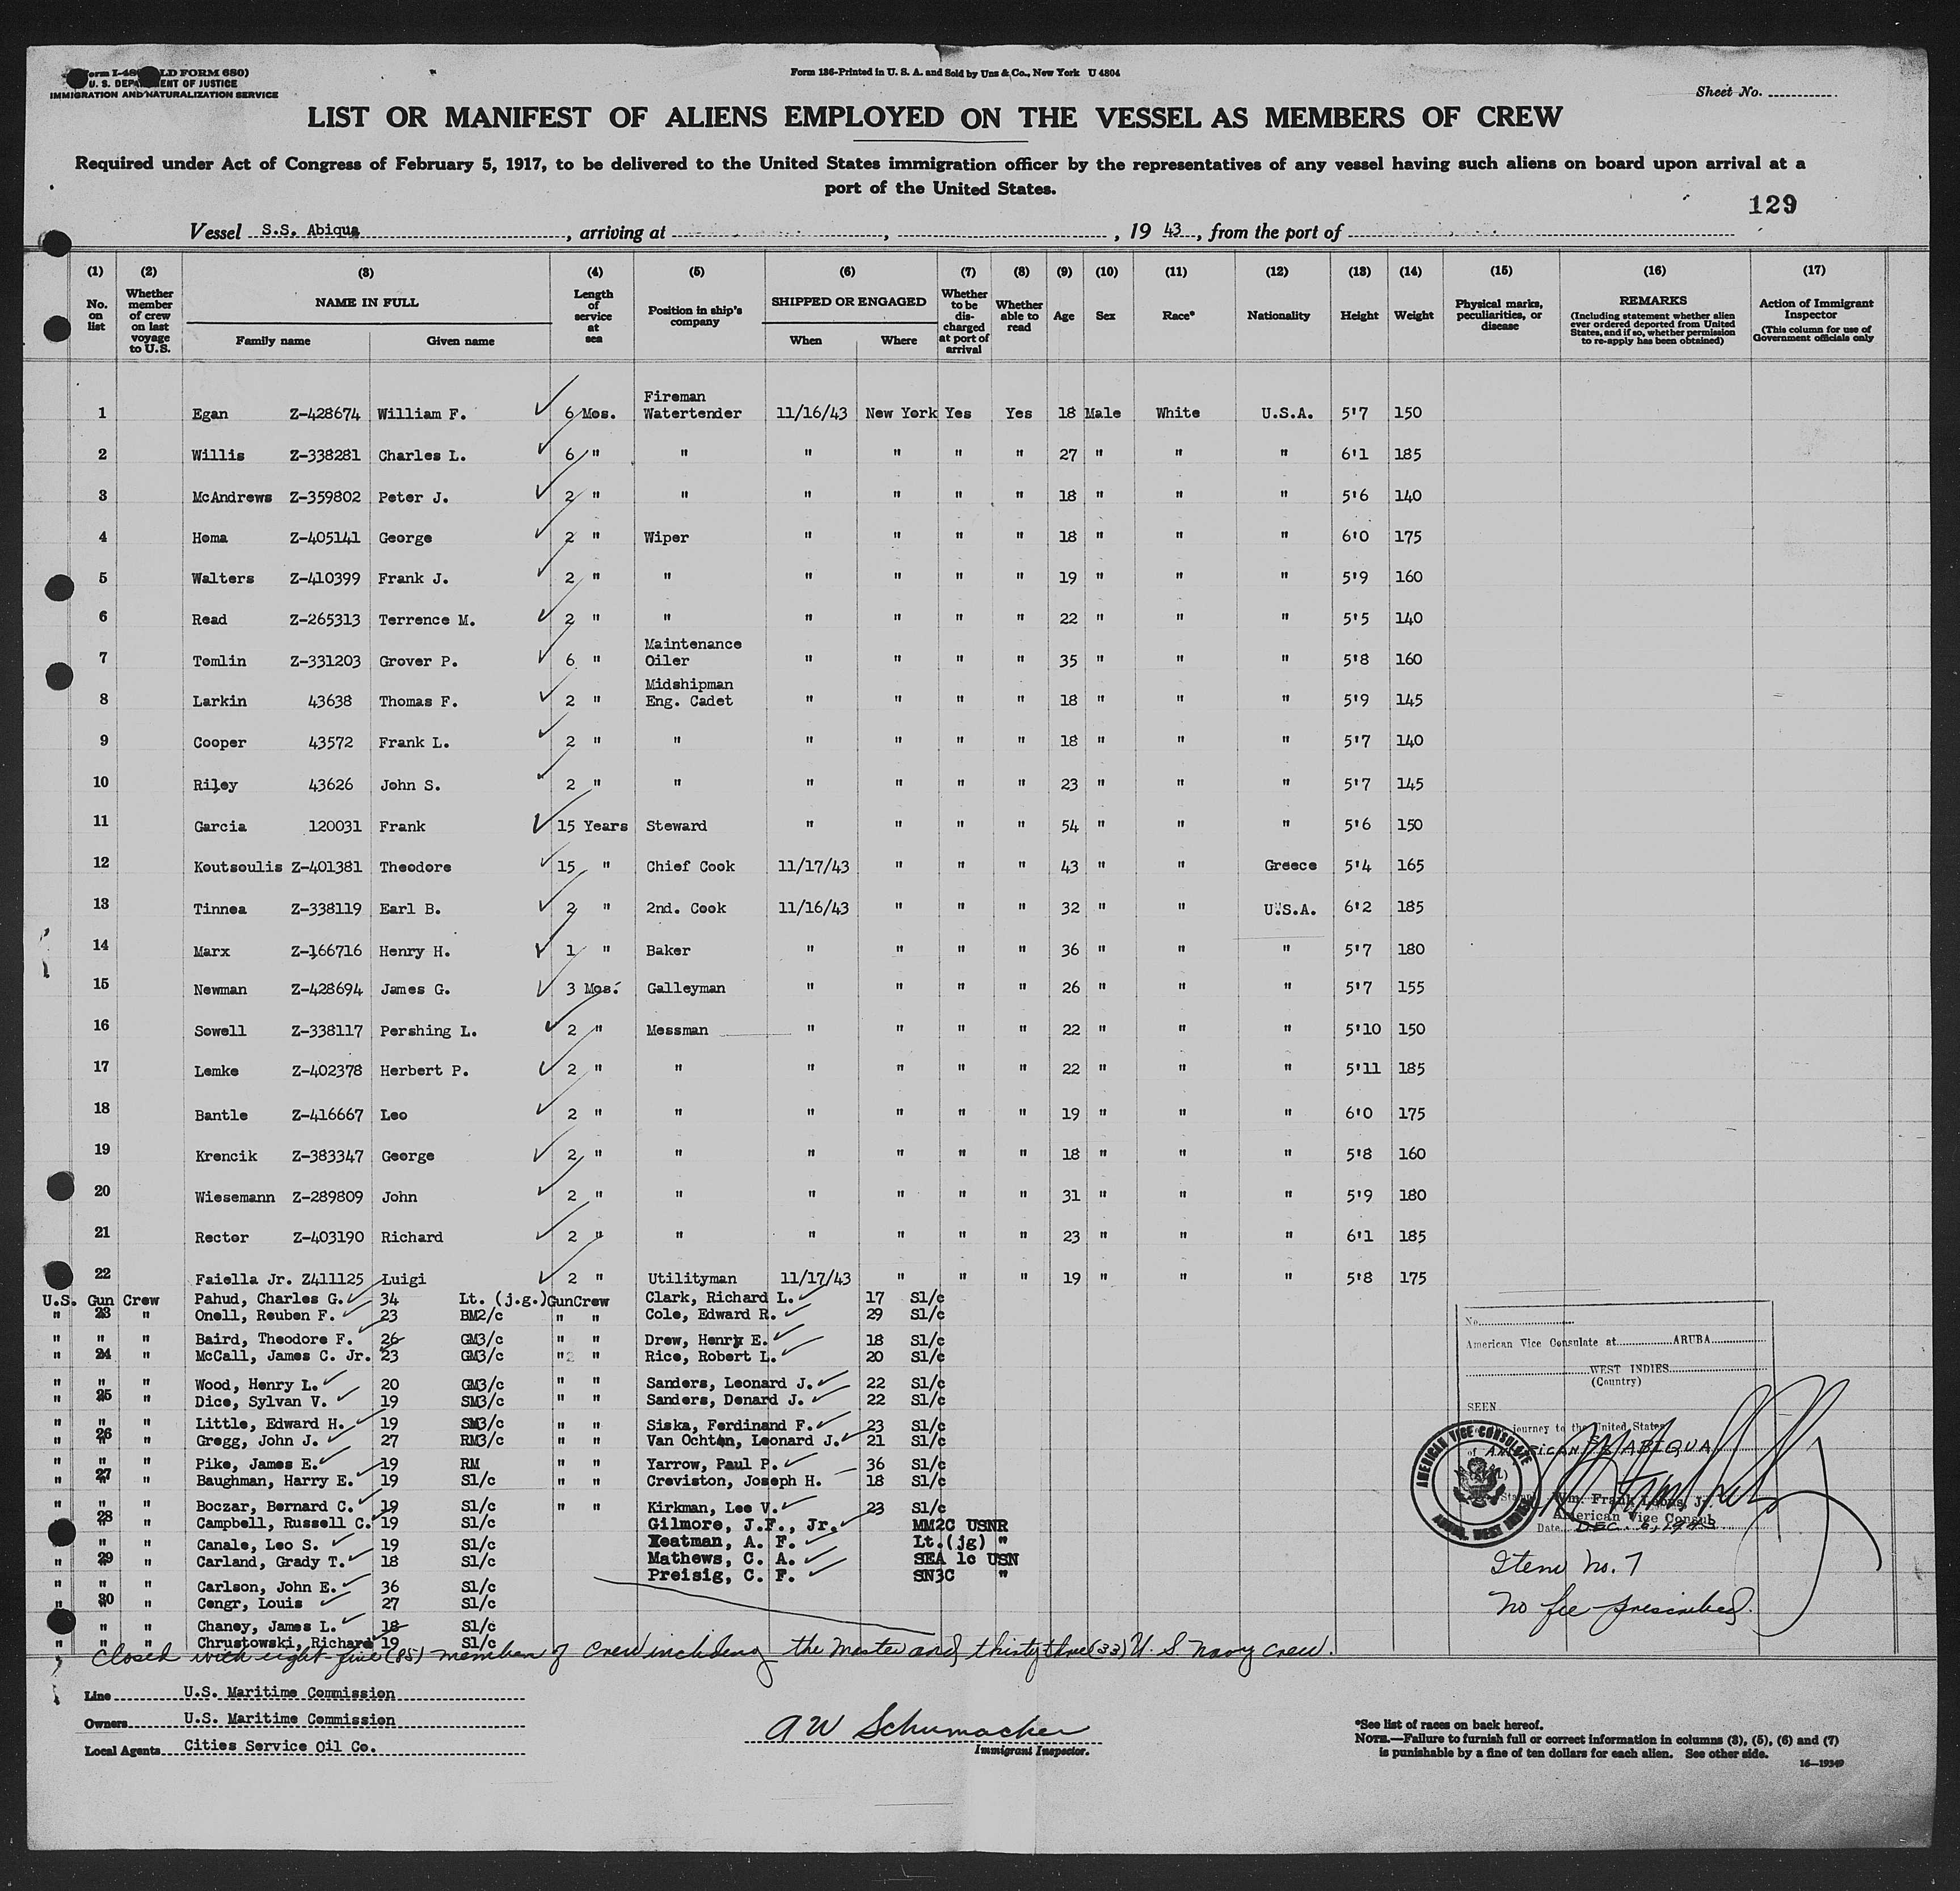 Form I-480 (OLD FORM 680)
U. S. DEPARTMENT OF JUSTICE
IMMIGRATION AND NATURALIZATION SERVICE
Form 136-Printed in U. S. A. and Sold by Unz & Co., New York U 4804
Sheet No.
LIST OR MANIFEST OF ALIENS EMPLOYED ON THE VESSEL AS MEMBERS OF CREW
Required under Act of Congress of February 5, 1917, to be delivered to the United States immigration officer by the representatives of any vessel having such aliens on board upon arrival at a
port of the United States.
129
Vessel S.S. Abiqua, arriving at , , 19 43, from the port of
(1) (2) (3) (4) (5) (6) (7) (8) (9) (10) (11) (12) (13) (14) (15) (16) (17)
No. on list Whether member of crew on last voyage to U.S. NAME IN FULL Family name Given name Length of service at sea Position in ship's company SHIPPED OR ENGAGED When Where Whether to be discharged at port of arrival Whether able to read Age Sex Race* Nationality Height Weight Physical marks, peculiarities, or disease REMARKS (Including statement whether alien ever ordered deported from United States, and if so, whether permission to re-apply has been obtained) Action of Immigrant Inspector (This column for use of Government officials only
1 Egan Z-428674 William F. 6 Mos. Fireman Watertender 11/16/43 New York Yes Yes 18 Male White U.S.A. 5'7 150
2 Willis Z-338281 Charles L. 6 " " " " " " 27 " " " 6'1 185
3 McAndrews Z-359802 Peter J. 2 " " " " " " 18 " " " 5'6 140
4 Homa Z-405141 George 2 " Wiper " " " " 18 " " " 6'0 175
5 Walters Z-410399 Frank J. 2 " " " " " " 19 " " " 5'9 160
6 Read Z-265313 Terrence M. 2 " " " " " " 22 " " " 5'5 140
7 Tomlin Z-331203 Grover P. 6 " Maintenance Oiler " " " " 35 " " " 5'8 160
8 Larkin 43638 Thomas F. 2 " Midshipman Eng. Cadet " " " " 18 " " " 5'9 145
9 Cooper 43572 Frank L. 2 " " " " " " 18 " " " 5'7 140
10 Riley 43626 John S. 2 " " " " " " 23 " " " 5'7 145
11 Garcia 120031 Frank 15 Years Steward " " " " 54 " " " 5'6 150
12 Koutsoulis Z-401381 Theodore 15 " Chief Cook 11/17/43 " " " 43 " " Greece 5'4 165
13 Tinnea Z-338119 Earl B. 2 " 2nd. Cook 11/16/43 " " " 32 " " U.S.A. 6'2 185
14 Marx Z-166716 Henry H. 1 " Baker " " " " 36 " " " 5'7 180
15 Newman Z-428694 James G. 3 Mos. Galleyman " " " " 26 " " " 5'7 155
16 Sowell Z-338117 Pershing L. 2 " Messman " " " " 22 " " " 5'10 150
17 Lemke Z-402378 Herbert P. 2 " " " " " " 22 " " " 5'11 185
18 Bantle Z-416667 Leo 2 " " " " " " 19 " " " 6'0 175
19 Krencik Z-383347 George 2 " " " " " " 18 " " " 5'8 160
20 Wiesemann Z-289809 John 2 " " " " " " 31 " " " 5'9 180
21 Rector Z-403190 Richard 2 " " " " " " 23 " " " 6'1 185
22 Faiella Jr. Z411125 Luigi 2 " Utilityman 11/17/43 " " " 19 " " " 5'8 175
U.S. Gun Crew Pahud, Charles G. 34 Lt. (j.g.) GunCrew Clark, Richard L. 17 S1/c
" 23 " Onell, Reuben F. 23 BM2/c " " Cole, Edward R. 29 S1/c
" " " Baird, Theodore F. 26 GM3/c " " Drew, Henry E. 18 S1/c
" 24 " McCall, James C. Jr. 23 GM3/c " " Rice, Robert L. 20 S1/c
" " " Wood, Henry L. 20 GM3/c " " Sanders, Leonard J. 22 S1/c
" 25 " Dice, Sylvan V. 19 SM3/c " " Sanders, Denard J. 22 S1/c
" " " Little, Edward H. 19 SM3/c " " Siska, Ferdinand F. 23 S1/c
" 26 " Gregg, John J. 27 RM3/c " " Van Ochten, Leonard J. 21 S1/c
" " " Pike, James E. 19 RM " " Yarrow, Paul P. 36 S1/c
" 27 " Baughman, Harry E. 19 S1/c " " Creviston, Joseph H. 18 S1/c
" " " Boczar, Bernard C. 19 S1/c " " Kirkman, Lee V. 23 S1/c
" 28 " Campbell, Russell C. 19 S1/c Gilmore, J.F., Jr. MM2C USNR
" " Canale, Leo S. 19 S1/c Yeatman, A. F. Lt.(jg) "
" 29 " Carland, Grady T. 18 S1/c Mathews, C. A. SEA 1c USN
" " " Carlson, John E. 36 S1/c Preisig, C. F. SN3C "
" 30 " Cengr, Louis 27 S1/c
" " Chaney, James L. 18 S1/c
" " " Chrustowski, Richard 19 S1/c
No.
American Vice Consulate at ARUBA
WEST INDIES
(Country)
SEEN
journey to the United States
of AMERICAN SS ABIQUA
AMERICAN VICE CONSULATE
ARUBA, WEST INDIES
Wm. Frank Lebus, Jr.
American Vice Consul
Date DEC. 6, 1943
Item No. 7
No fee prescribed.
Closed with eight-five (85) members of crew including the Master and thirty three (33) U. S. Navy crew.
Line U.S. Maritime Commission
Owners U.S. Maritime Commission
Local Agents Cities Service Oil Co.
A W Schumacher
Immigrant Inspector.
*See list of races on back hereof.
NOTE.—Failure to furnish full or correct information in columns (3), (5), (6) and (7)
is punishable by a fine of ten dollars for each alien. See other side.
16—19349